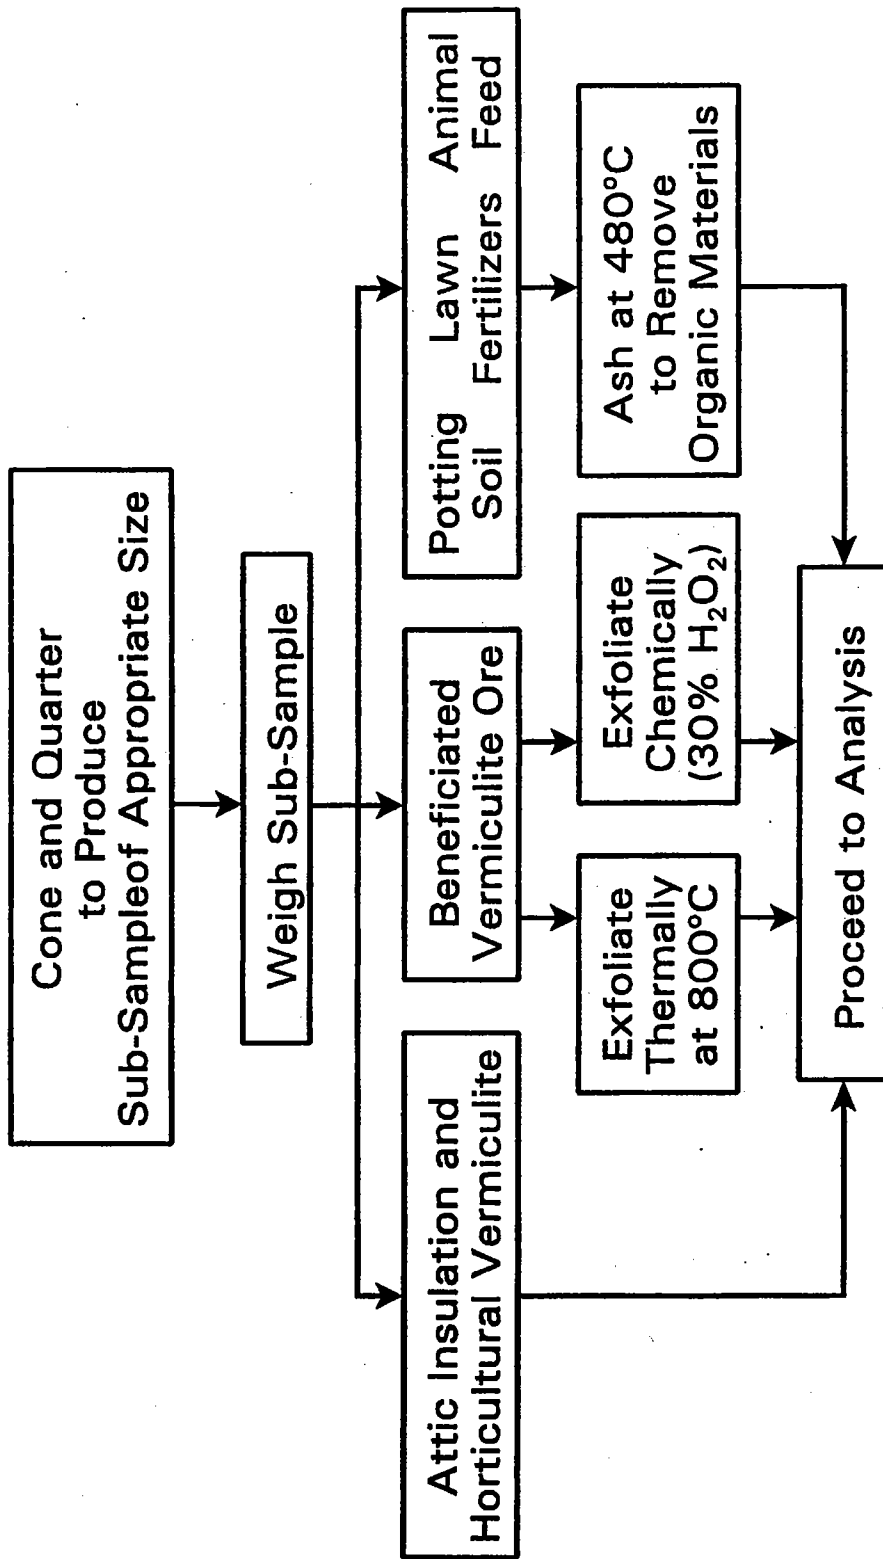 Cone and Quarter
to Produce
Sub-Sampleof Appropriate Size
Weigh Sub-Sample
Attic Insulation and
Horticultural Vermiculite
Beneficiated
Vermiculite Ore
Potting Lawn Animal
Soil Fertilizers Feed
Exfoliate
Thermally
at 800°C
Exfoliate
Chemically
(30% H₂O₂)
Ash at 480°C
to Remove
Organic Materials
Proceed to Analysis